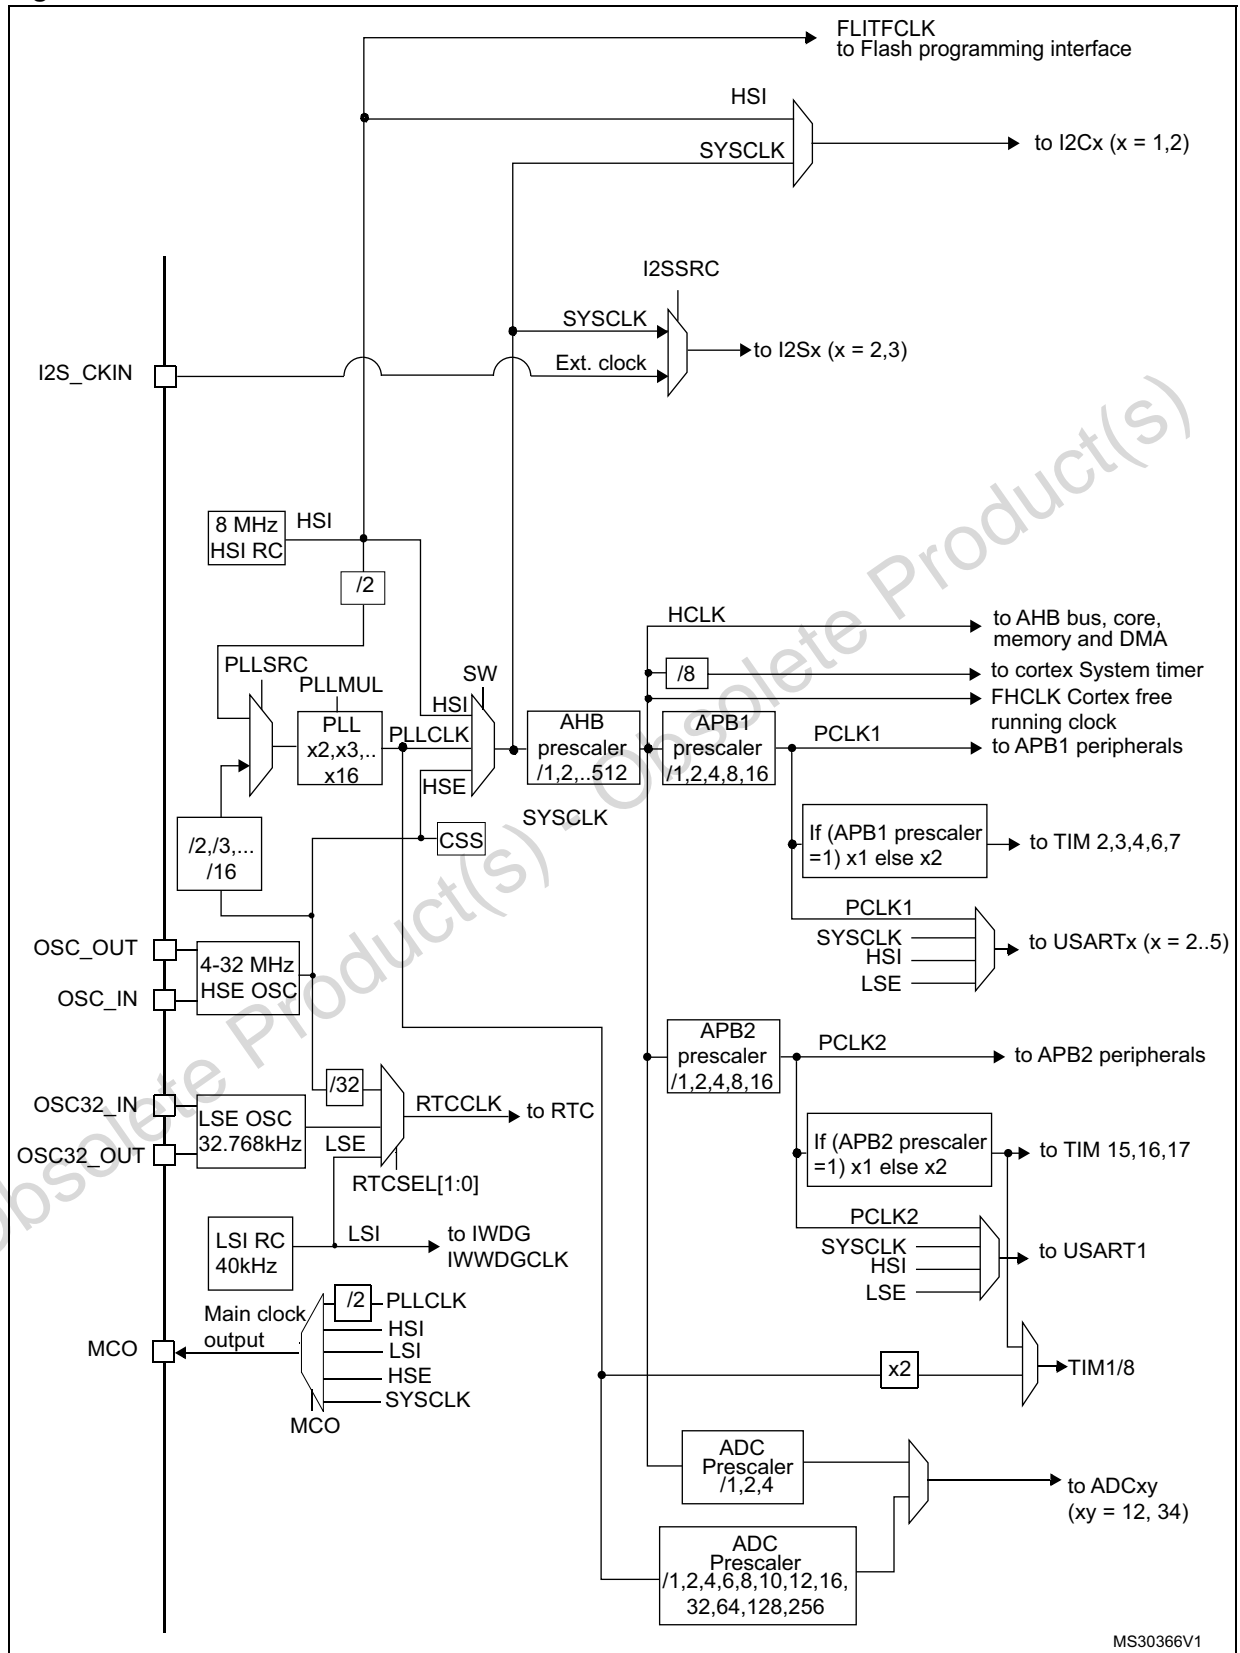 FLITFCLK
to Flash programming interface
HSI
SYSCLK
to I2Cx (x = 1,2)
I2SSRC
SYSCLK
Ext. clock
to I2Sx (x = 2,3)
I2S_CKIN
8 MHz
HSI RC
HSI
/2
HCLK
to AHB bus, core,
memory and DMA
/8
to cortex System timer
FHCLK Cortex free
running clock
PLLSRC
PLLMUL
PLL
x2,x3,..
x16
PLLCLK
HSI
SW
HSE
AHB
prescaler
/1,2,..512
SYSCLK
APB1
prescaler
/1,2,4,8,16
PCLK1
to APB1 peripherals
/2,/3,...
/16
CSS
If (APB1 prescaler
=1) x1 else x2
to TIM 2,3,4,6,7
PCLK1
SYSCLK
HSI
LSE
to USARTx (x = 2..5)
OSC_OUT
OSC_IN
4-32 MHz
HSE OSC
APB2
prescaler
/1,2,4,8,16
PCLK2
to APB2 peripherals
OSC32_IN
OSC32_OUT
LSE OSC
32.768kHz
/32
LSE
RTCCLK
to RTC
RTCSEL[1:0]
If (APB2 prescaler
=1) x1 else x2
to TIM 15,16,17
LSI RC
40kHz
LSI
to IWDG
IWWDGCLK
PCLK2
SYSCLK
HSI
LSE
to USART1
MCO
Main clock
output
/2
PLLCLK
HSI
LSI
HSE
SYSCLK
MCO
x2
TIM1/8
ADC
Prescaler
/1,2,4
to ADCxy
(xy = 12, 34)
ADC
Prescaler
/1,2,4,6,8,10,12,16,
32,64,128,256
MS30366V1
Obsolete Product(s) - Obsolete Product(s)